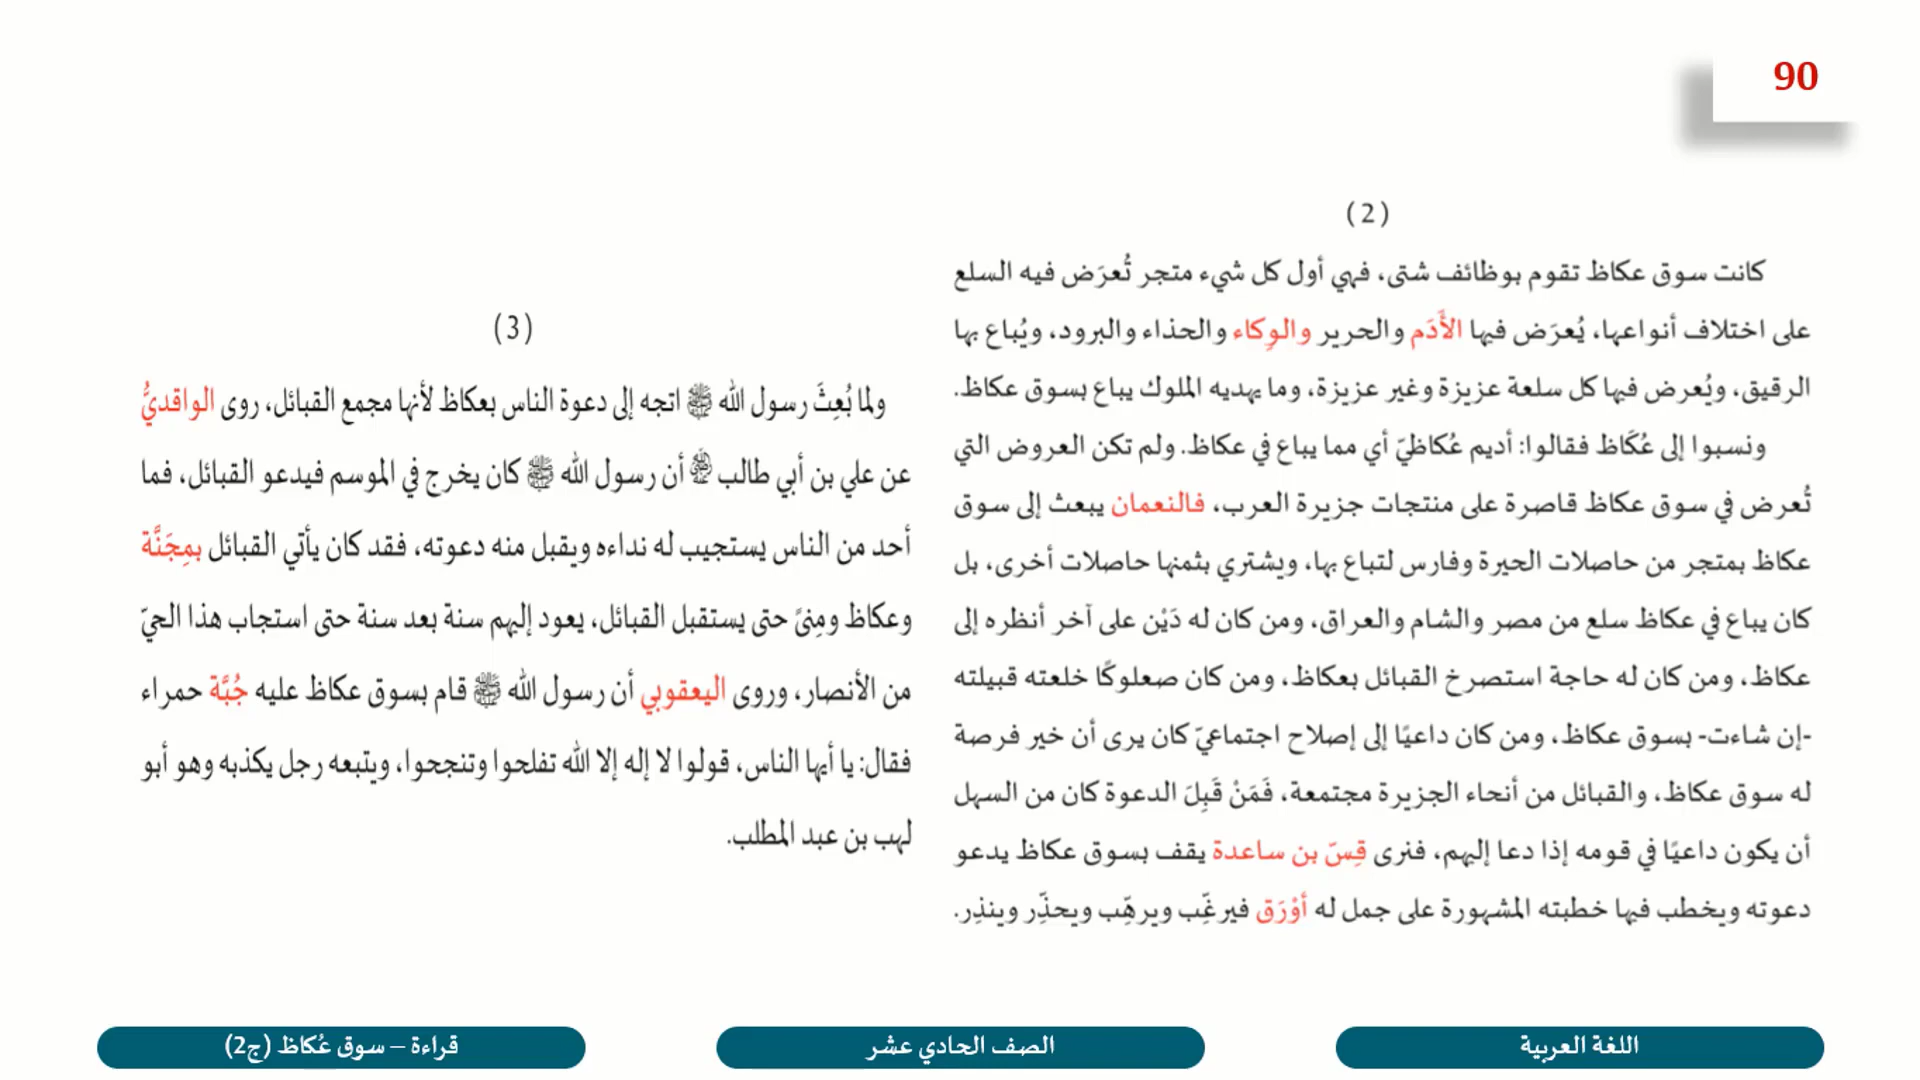 90
(2)
كانت سوق عكاظ تقوم بوظائف شتى، فهي أول كل شيء متجر تُعرَض فيه السلع
على اختلاف أنواعها، يُعرَض فيها الأَدَم والحرير والوِكاء والحذاء والبرود، ويُباع بها
الرقيق، ويُعرض فيها كل سلعة عزيزة وغير عزيزة، وما يهديه الملوك يباع بسوق عكاظ.
ونسبوا إلى عُكَاظ فقالوا: أديم عُكاظيّ أي مما يباع في عكاظ. ولم تكن العروض التي
تُعرض في سوق عكاظ قاصرة على منتجات جزيرة العرب، فالنعمان يبعث إلى سوق
عكاظ بمتجر من حاصلات الحيرة وفارس لتباع بها، ويشتري بثمنها حاصلات أخرى، بل
كان يباع في عكاظ سلع من مصر والشام والعراق، ومن كان له دَيْن على آخر أنظره إلى
عكاظ، ومن كان له حاجة استصرخ القبائل بعكاظ، ومن كان صعلوكًا خلعته قبيلته
-إن شاءت- بسوق عكاظ، ومن كان داعيًا إلى إصلاح اجتماعيّ كان يرى أن خير فرصة
له سوق عكاظ، والقبائل من أنحاء الجزيرة مجتمعة، فَمَنْ قَبِلَ الدعوة كان من السهل
أن يكون داعيًا في قومه إذا دعا إليهم، فنرى قِسّ بن ساعدة يقف بسوق عكاظ يدعو
دعوته ويخطب فيها خطبته المشهورة على جمل له أوْرَق فيرغِّب ويرهِّب ويحذِّر وينذِر.
(3)
ولما بُعِثَ رسول الله ﷺ اتجه إلى دعوة الناس بعكاظ لأنها مجمع القبائل، روى الواقديُّ
عن علي بن أبي طالب أن رسول الله ﷺ كان يخرج في الموسم فيدعو القبائل، فما
أحد من الناس يستجيب له نداءه ويقبل منه دعوته، فقد كان يأتي القبائل بمِجَنَّة
وعكاظ ومِنىً حتى يستقبل القبائل، يعود إليهم سنة بعد سنة حتى استجاب هذا الحيّ
من الأنصار، وروى اليعقوبي أن رسول الله ﷺ قام بسوق عكاظ عليه جُبَّة حمراء
فقال: يا أيها الناس، قولوا لا إله إلا الله تفلحوا وتنجحوا، ويتبعه رجل يكذبه وهو أبو
لهب بن عبد المطلب.
اللغة العربية
الصف الحادي عشر
قراءة – سوق عُكاظ (ج2)